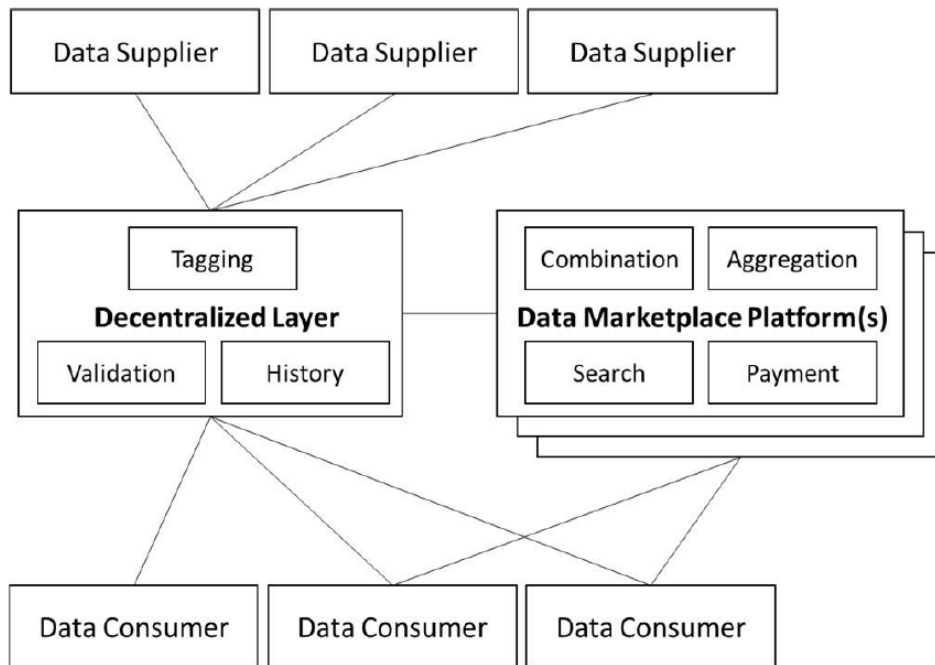 Data Supplier
Data Supplier
Data Supplier
Tagging
Decentralized Layer
Validation
History
Combination
Aggregation
Data Marketplace Platform(s)
Search
Payment
Data Consumer
Data Consumer
Data Consumer